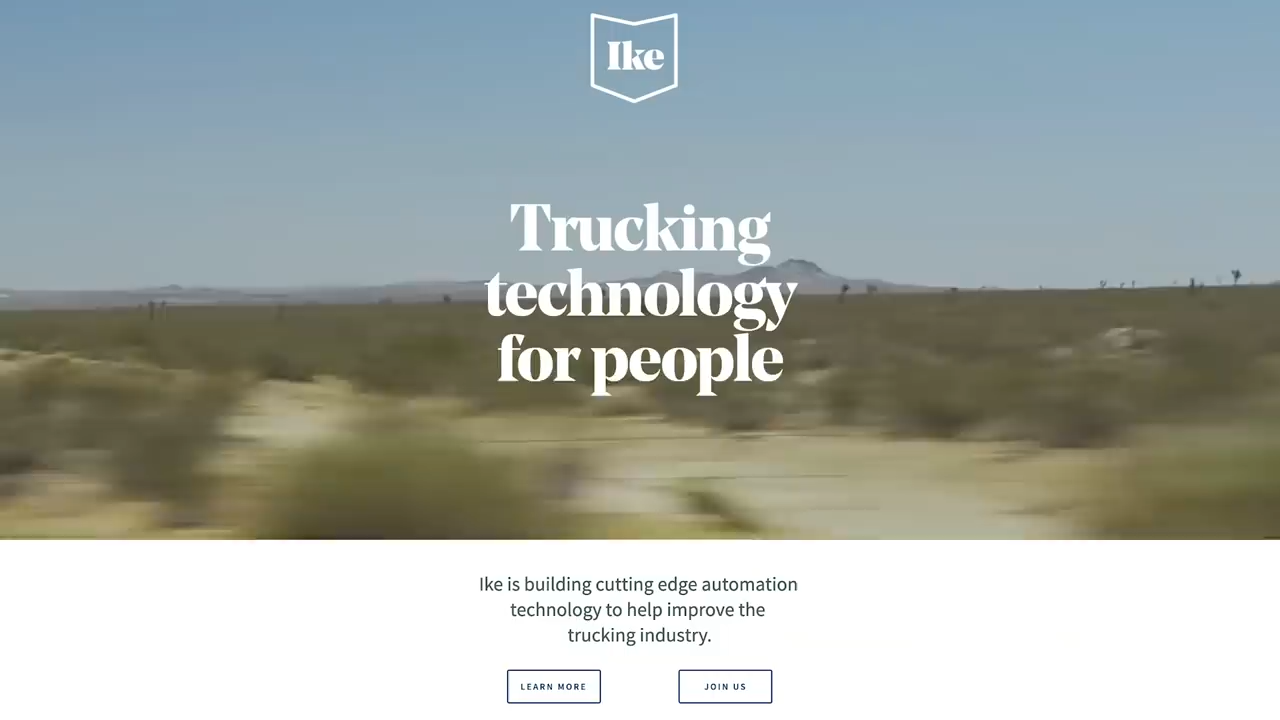 Ike
Trucking
technology
for people
Ike is building cutting edge automation
technology to help improve the
trucking industry.
LEARN MORE
JOIN US